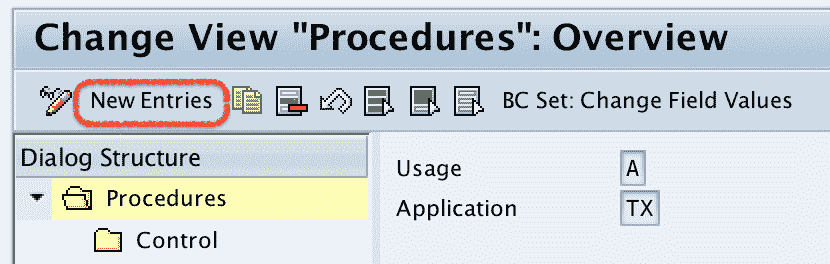 Change View "Procedures": Overview
New Entries BC Set: Change Field Values
Dialog Structure
Procedures
Control
Usage A
Application TX